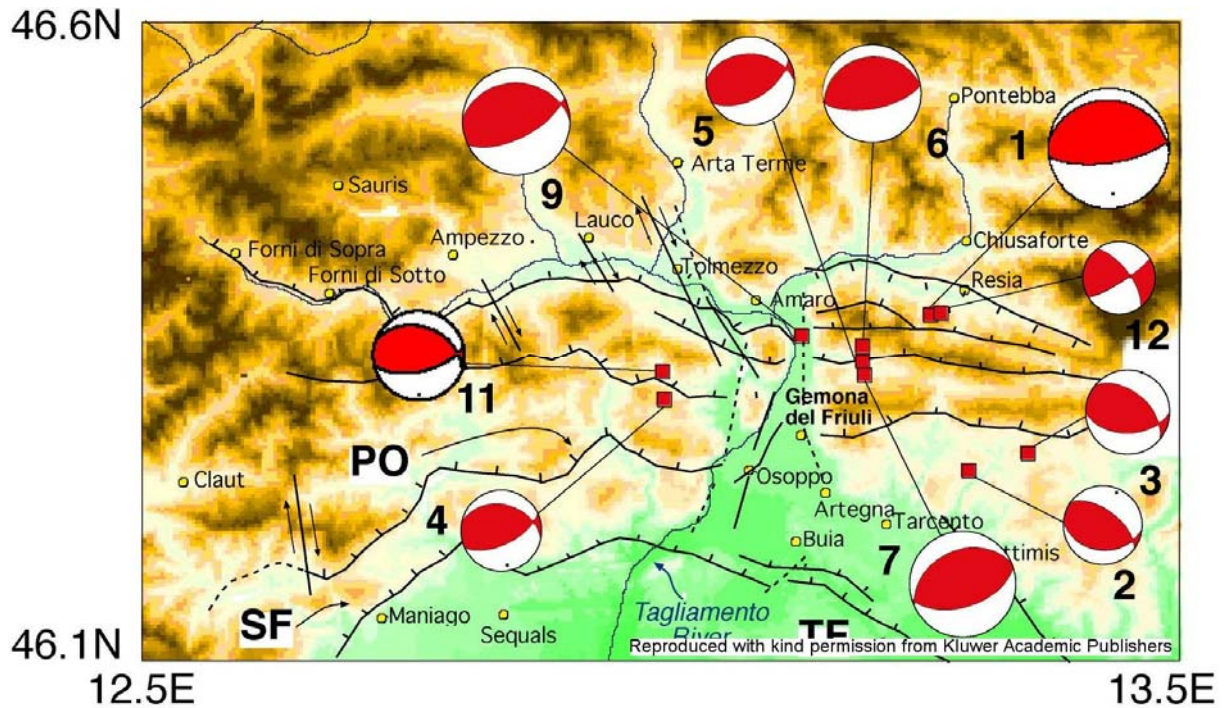 46.6N
5
6
Pontebba
1
Arta Terme
Sauris
9
Lauco
Chiusaforte
Ampezzo
Forni di Sopra
Tolmezzo
Resia
Forni di Sotto
Amaro
12
11
Gemona
del Friuli
PO
Claut
Osoppo
3
4
Artegna
Tarcento
Buia
7
ttimis
2
Tagliamento
River
SF
Maniago
Sequals
TF
Reproduced with kind permission from Kluwer Academic Publishers
46.1N
12.5E
13.5E